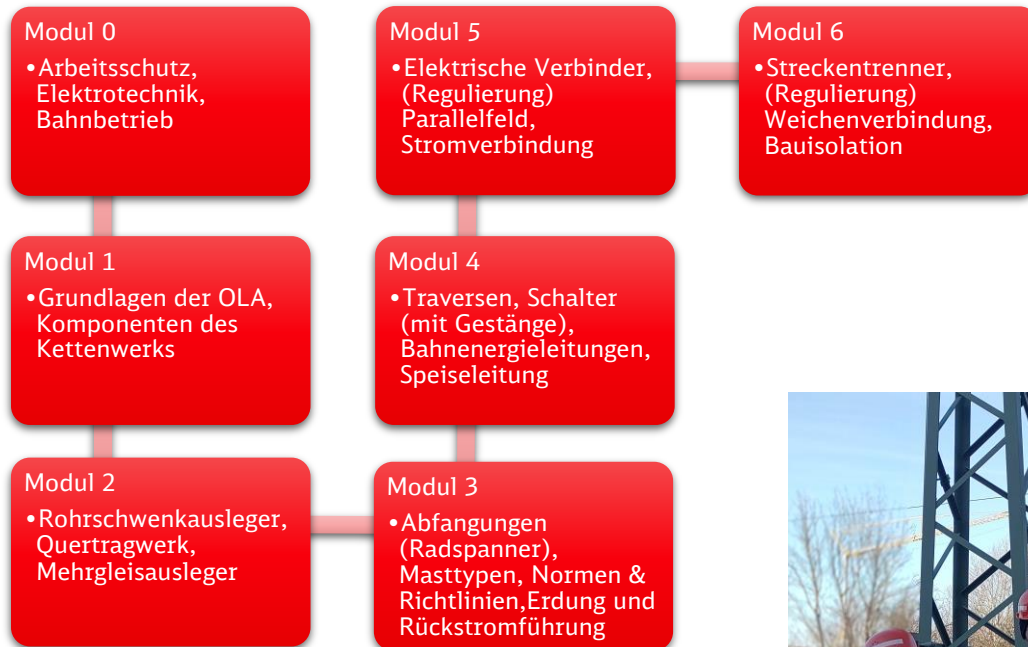 Modul 0
•Arbeitsschutz,
Elektrotechnik,
Bahnbetrieb
Modul 1
•Grundlagen der OLA,
Komponenten des
Kettenwerks
Modul 2
•Rohrschwenkausleger,
Quertragwerk,
Mehrgleisausleger
Modul 3
•Abfangungen
(Radspanner),
Masttypen, Normen &
Richtlinien,Erdung und
Rückstromführung
Modul 4
•Traversen, Schalter
(mit Gestänge),
Bahnenergieleitungen,
Speiseleitung
Modul 5
•Elektrische Verbinder,
(Regulierung)
Parallelfeld,
Stromverbindung
Modul 6
•Streckentrenner,
(Regulierung)
Weichenverbindung,
Bauisolation